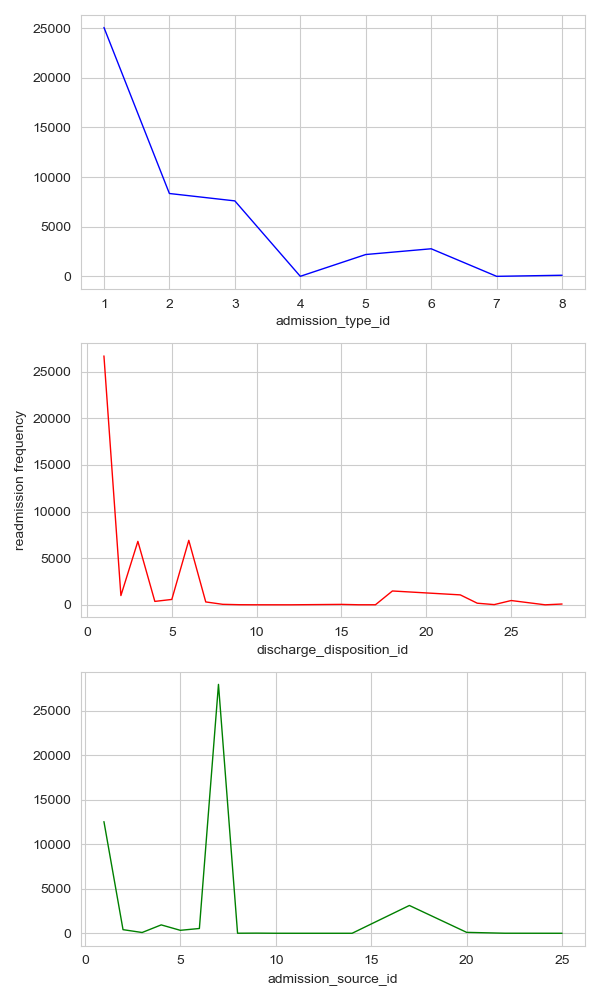 25000
20000
15000
10000
5000
0
1 2 3 4 5 6 7 8
admission_type_id
readmission frequency
25000
20000
15000
10000
5000
0
0 5 10 15 20 25
discharge_disposition_id
25000
20000
15000
10000
5000
0
0 5 10 15 20 25
admission_source_id